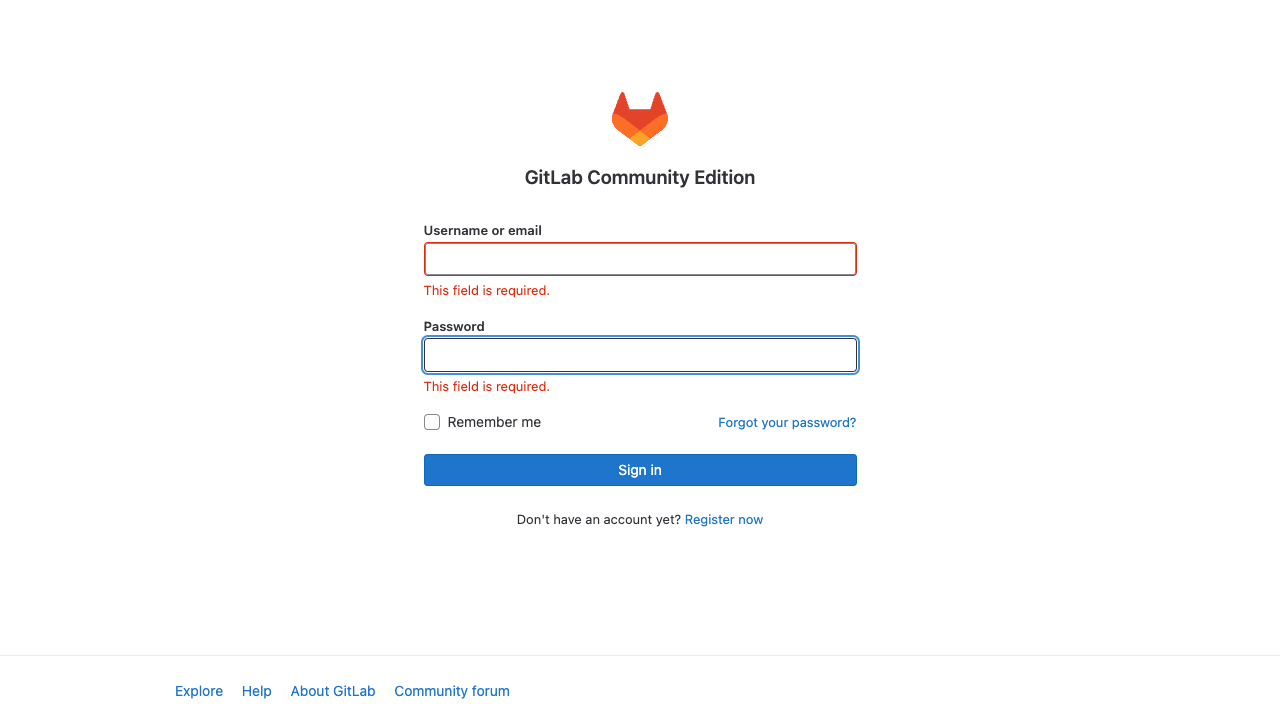 GitLab Community Edition
Username or email
This field is required.
Password
This field is required.
Remember me Forgot your password?
Sign in
Don't have an account yet? Register now
Explore Help About GitLab Community forum